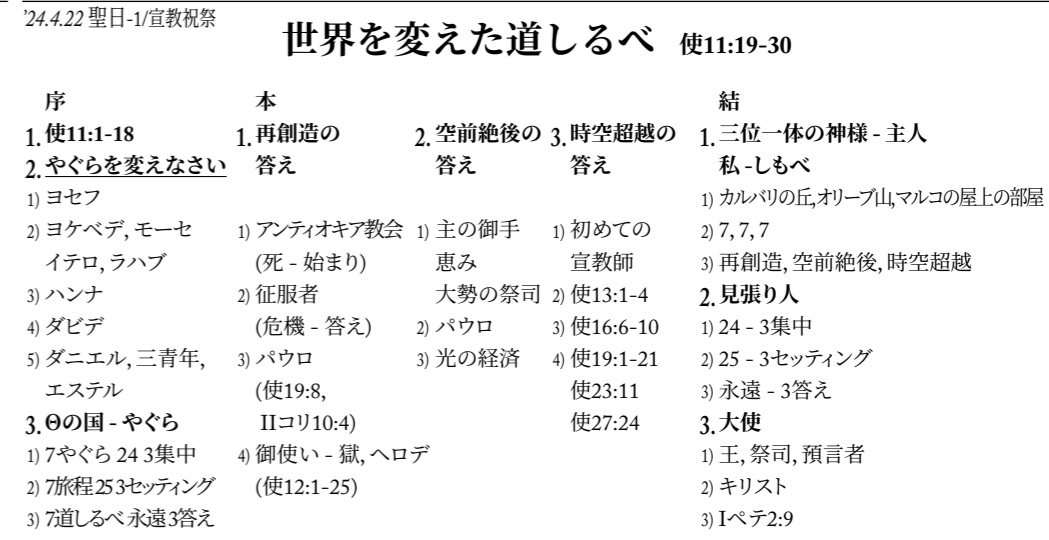 '24.4.22 聖日-1/宣教祝祭
世界を変えた道しるべ 使11:19-30
序
1. 使11:1-18
2. やぐらを変えなさい
1) ヨセフ
2) ヨケベデ, モーセ
イテロ, ラハブ
3) ハンナ
4) ダビデ
5) ダニエル, 三青年,
エステル
3. Θの国 - やぐら
1) 7やぐら 24 3集中
2) 7旅程 25 3セッティング
3) 7道しるべ 永遠 3答え
本
1. 再創造の
答え
1) アンティオキア教会
(死 - 始まり)
2) 征服者
(危機 - 答え)
3) パウロ
(使19:8,
IIコリ10:4)
4) 御使い - 獄, ヘロデ
(使12:1-25)
2. 空前絶後の
答え
1) 主の御手
恵み
大勢の祭司
2) パウロ
3) 光の経済
3. 時空超越の
答え
1) 初めての
宣教師
2) 使13:1-4
3) 使16:6-10
4) 使19:1-21
使23:11
使27:24
結
1. 三位一体の神様 - 主人
私 -しもべ
1) カルバリの丘,オリーブ山,マルコの屋上の部屋
2) 7, 7, 7
3) 再創造, 空前絶後, 時空超越
2. 見張り人
1) 24 - 3集中
2) 25 - 3セッティング
3) 永遠 - 3答え
3. 大使
1) 王, 祭司, 預言者
2) キリスト
3) Iペテ2:9